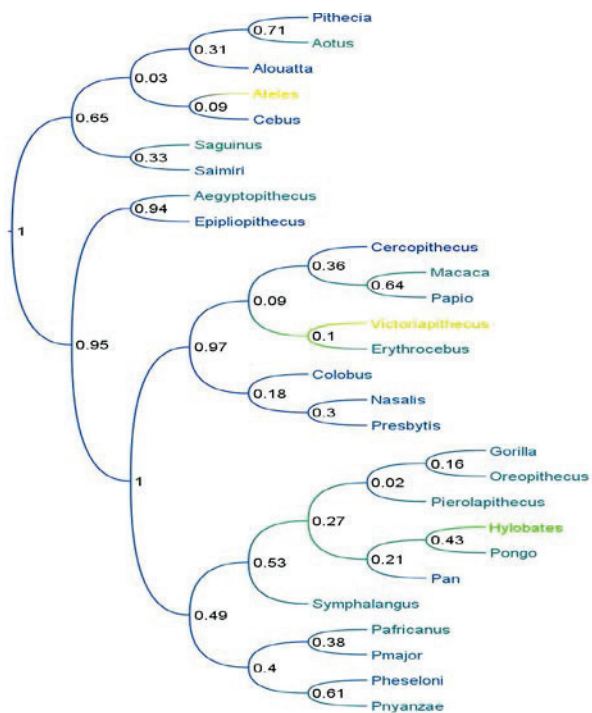 Pithecia
0.71
Aotus
0.31
Alouatta
0.03
Ateles
0.09
Cebus
0.65
Saguinus
0.33
Saimiri
Aegyptopithecus
0.94
Epipliopithecus
1
Cercopithecus
0.36
Macaca
0.64
Papio
0.09
Victoriapithecus
0.1
Erythrocebus
0.95
0.97
Colobus
0.18
Nasalis
0.3
Presbytis
Gorilla
0.16
Oreopithecus
0.02
Pierolapithecus
1
0.27
Hylobates
0.43
Pongo
0.21
Pan
0.53
Symphalangus
0.49
Pafricanus
0.38
Pmajor
0.4
Pheseloni
0.61
Pnyanzae